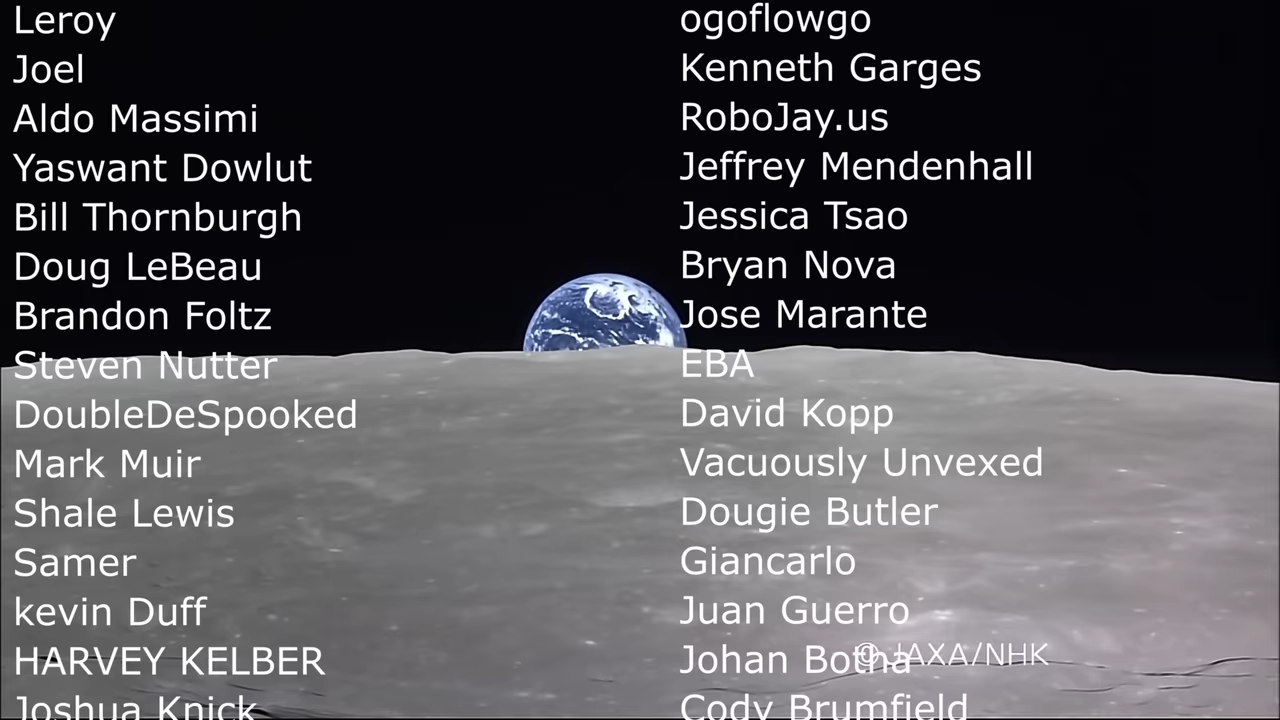 Leroy
Joel
Aldo Massimi
Yaswant Dowlut
Bill Thornburgh
Doug LeBeau
Brandon Foltz
Steven Nutter
DoubleDeSpooked
Mark Muir
Shale Lewis
Samer
kevin Duff
HARVEY KELBER
Joshua Knick
ogoflowgo
Kenneth Garges
RoboJay.us
Jeffrey Mendenhall
Jessica Tsao
Bryan Nova
Jose Marante
EBA
David Kopp
Vacuously Unvexed
Dougie Butler
Giancarlo
Juan Guerro
Johan Botha
© JAXA/NHK
Cody Brumfield